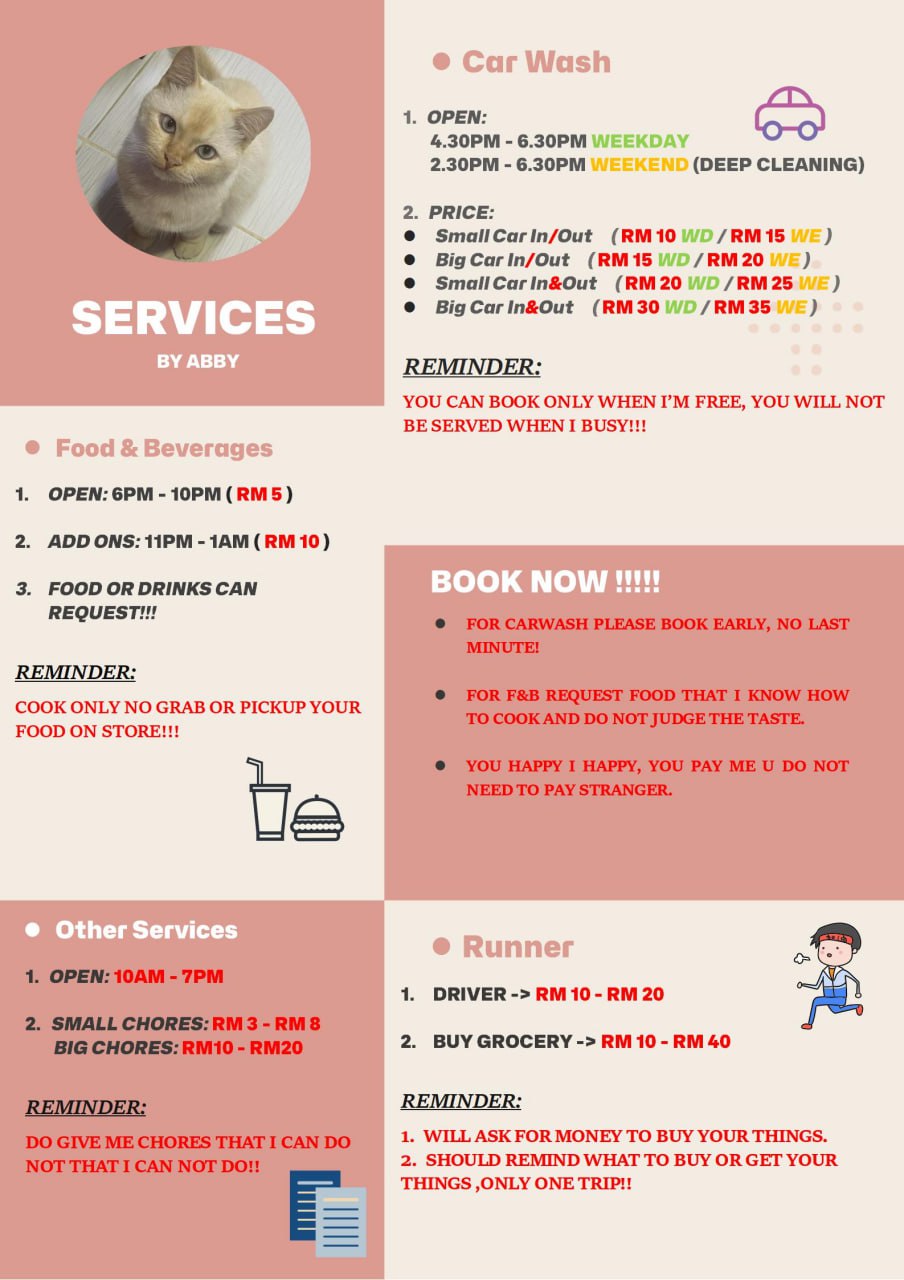 SERVICES
BY ABBY
Car Wash
1. OPEN:
4.30PM - 6.30PM WEEKDAY
2.30PM - 6.30PM WEEKEND (DEEP CLEANING)
2. PRICE:
● Small Car In/Out ( RM 10 WD / RM 15 WE )
● Big Car In/Out ( RM 15 WD / RM 20 WE )
● Small Car In&Out ( RM 20 WD / RM 25 WE )
● Big Car In&Out ( RM 30 WD / RM 35 WE )
REMINDER:
YOU CAN BOOK ONLY WHEN I'M FREE, YOU WILL NOT
BE SERVED WHEN I BUSY!!!
Food & Beverages
1. OPEN: 6PM - 10PM ( RM 5 )
2. ADD ONS: 11PM - 1AM ( RM 10 )
3. FOOD OR DRINKS CAN
REQUEST!!!
REMINDER:
COOK ONLY NO GRAB OR PICKUP YOUR
FOOD ON STORE!!!
BOOK NOW !!!!!
● FOR CARWASH PLEASE BOOK EARLY, NO LAST
MINUTE!
● FOR F&B REQUEST FOOD THAT I KNOW HOW
TO COOK AND DO NOT JUDGE THE TASTE.
● YOU HAPPY I HAPPY, YOU PAY ME U DO NOT
NEED TO PAY STRANGER.
Other Services
1. OPEN: 10AM - 7PM
2. SMALL CHORES: RM 3 - RM 8
BIG CHORES: RM10 - RM20
REMINDER:
DO GIVE ME CHORES THAT I CAN DO
NOT THAT I CAN NOT DO!!
Runner
1. DRIVER -> RM 10 - RM 20
2. BUY GROCERY -> RM 10 - RM 40
REMINDER:
1. WILL ASK FOR MONEY TO BUY YOUR THINGS.
2. SHOULD REMIND WHAT TO BUY OR GET YOUR
THINGS ,ONLY ONE TRIP!!